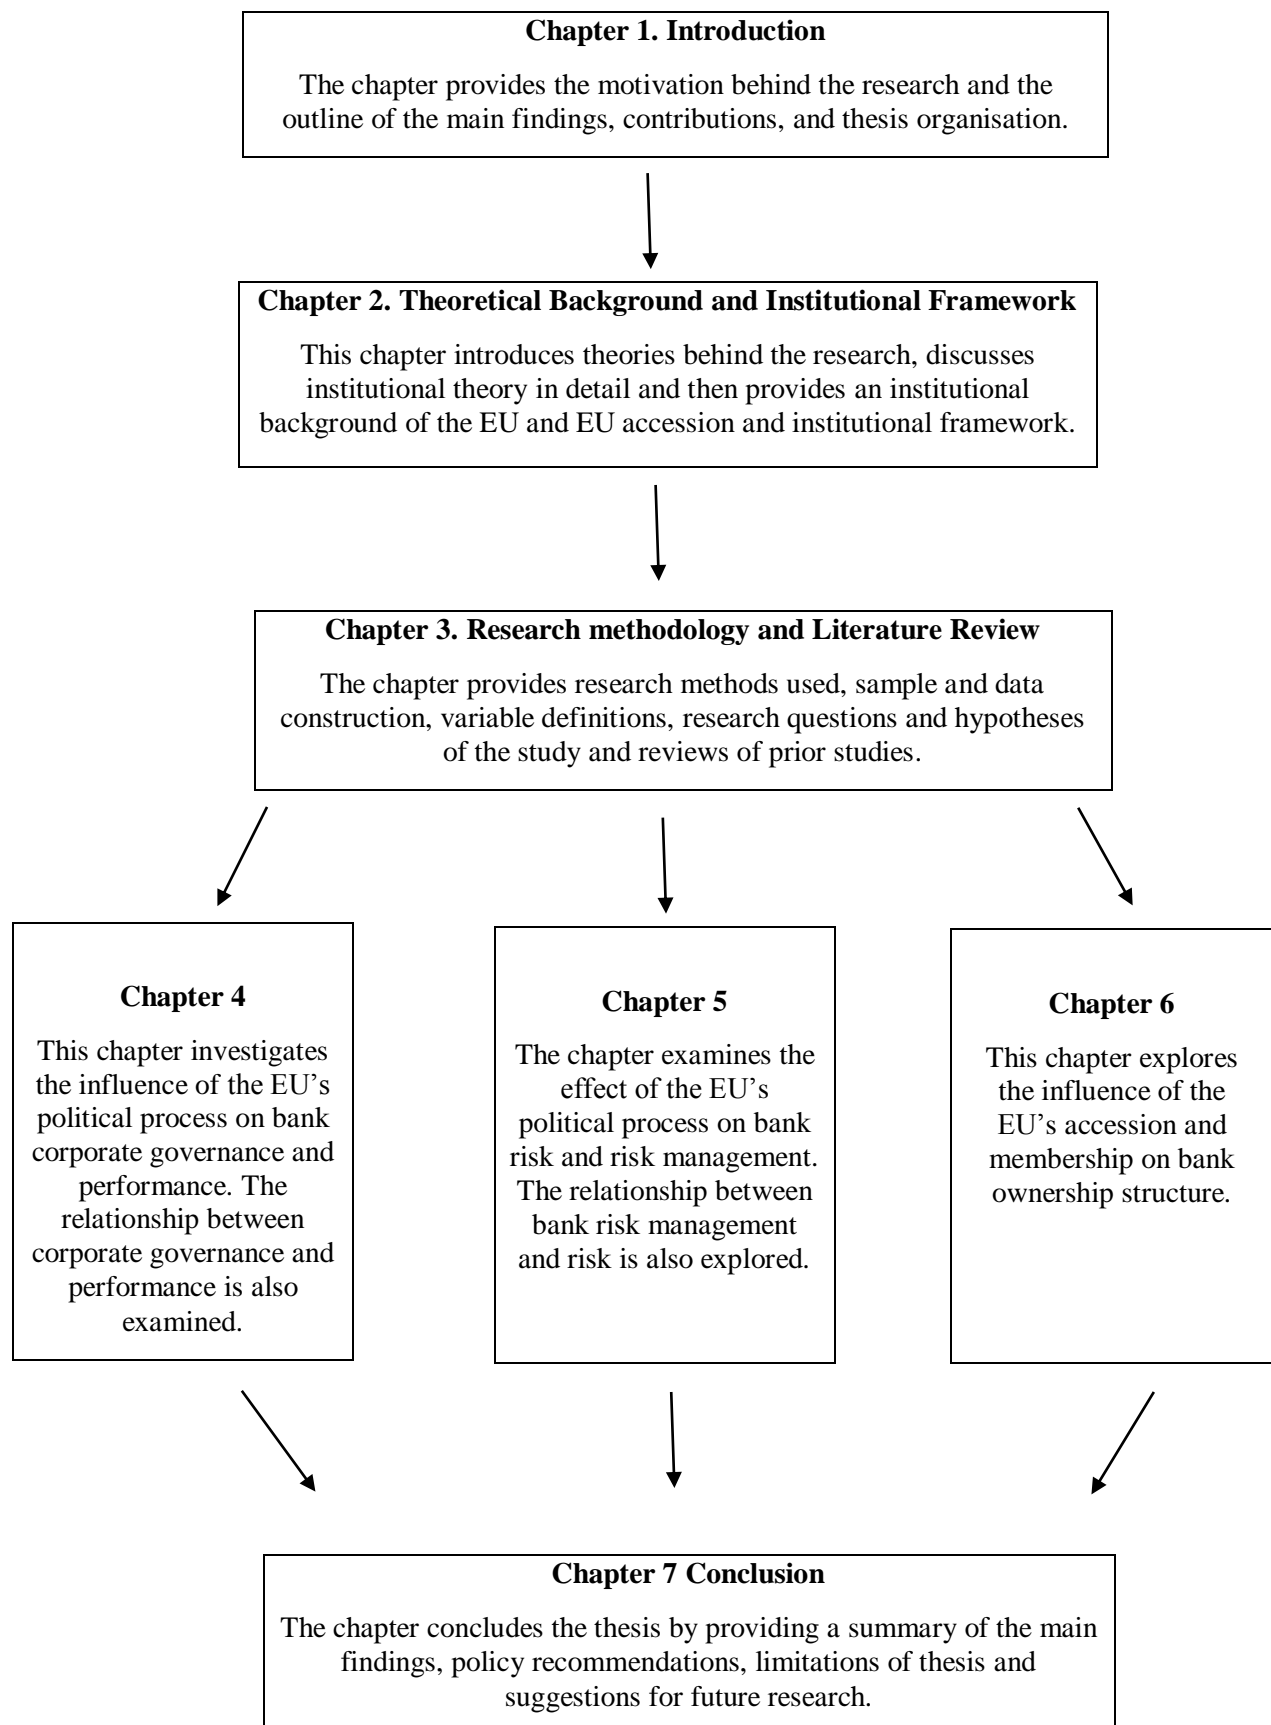 Chapter 1. Introduction
The chapter provides the motivation behind the research and the
outline of the main findings, contributions, and thesis organisation.
Chapter 2. Theoretical Background and Institutional Framework
This chapter introduces theories behind the research, discusses
institutional theory in detail and then provides an institutional
background of the EU and EU accession and institutional framework.
Chapter 3. Research methodology and Literature Review
The chapter provides research methods used, sample and data
construction, variable definitions, research questions and hypotheses
of the study and reviews of prior studies.
Chapter 4
This chapter investigates
the influence of the EU’s
political process on bank
corporate governance and
performance. The
relationship between
corporate governance and
performance is also
examined.
Chapter 5
The chapter examines the
effect of the EU’s
political process on bank
risk and risk management.
The relationship between
bank risk management
and risk is also explored.
Chapter 6
This chapter explores
the influence of the
EU’s accession and
membership on bank
ownership structure.
Chapter 7 Conclusion
The chapter concludes the thesis by providing a summary of the main
findings, policy recommendations, limitations of thesis and
suggestions for future research.